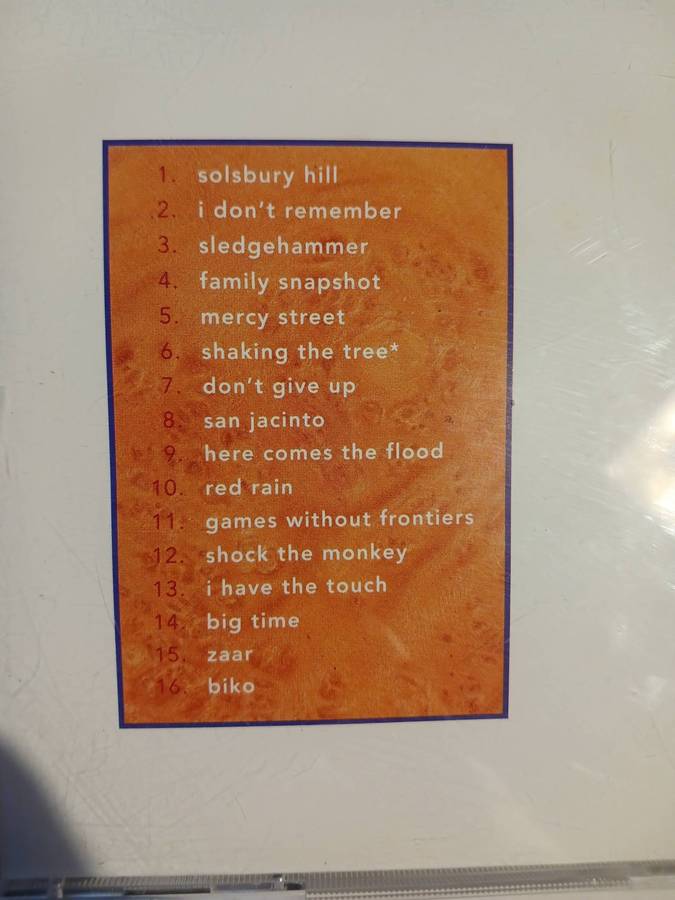 1. solsbury hill
2. i don't remember
3. sledgehammer
4. family snapshot
5. mercy street
6. shaking the tree*
7. don't give up
8. san jacinto
9. here comes the flood
10. red rain
11. games without frontiers
12. shock the monkey
13. i have the touch
14. big time
15. zaar
16. biko